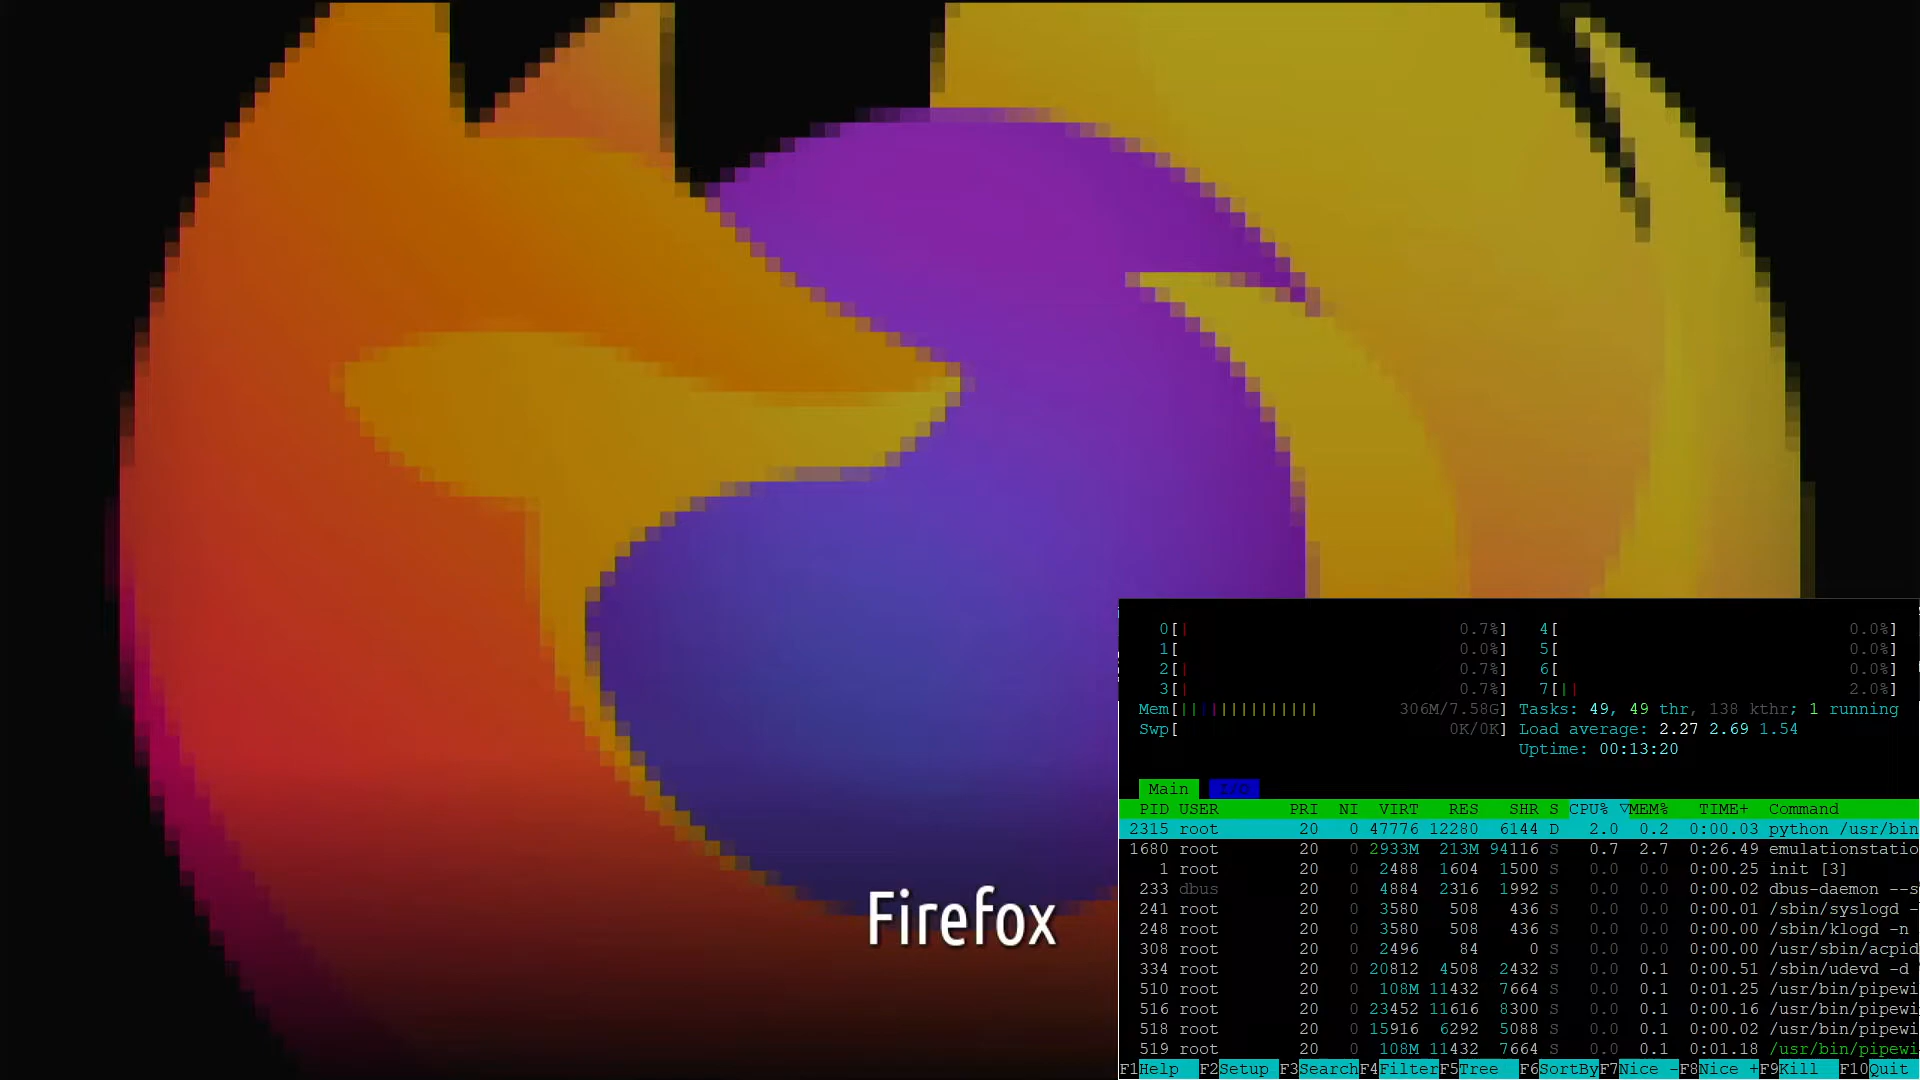 Firefox
0[| 0.7%] 4[ 0.0%]
1[ 0.0%] 5[ 0.0%]
2[| 0.7%] 6[ 0.0%]
3[| 0.7%] 7[|| 2.0%]
Mem[|||||||||||||| 306M/7.58G] Tasks: 49, 49 thr, 138 kthr; 1 running
Swp[ 0K/0K] Load average: 2.27 2.69 1.54
Uptime: 00:13:20
Main I/O
PID USER PRI NI VIRT RES SHR S CPU% ▽MEM% TIME+ Command
2315 root 20 0 47776 12280 6144 D 2.0 0.2 0:00.03 python /usr/bin
1680 root 20 0 2933M 213M 94116 S 0.7 2.7 0:26.49 emulationstatio
1 root 20 0 2488 1604 1500 S 0.0 0.0 0:00.25 init [3]
233 dbus 20 0 4884 2316 1992 S 0.0 0.0 0:00.02 dbus-daemon --s
241 root 20 0 3580 508 436 S 0.0 0.0 0:00.01 /sbin/syslogd -
248 root 20 0 3580 508 436 S 0.0 0.0 0:00.00 /sbin/klogd -n
308 root 20 0 2496 84 0 S 0.0 0.0 0:00.00 /usr/sbin/acpid
334 root 20 0 20812 4508 2432 S 0.0 0.1 0:00.51 /sbin/udevd -d
510 root 20 0 108M 11432 7664 S 0.0 0.1 0:01.25 /usr/bin/pipewi
516 root 20 0 23452 11616 8300 S 0.0 0.1 0:00.16 /usr/bin/pipewi
518 root 20 0 15916 6292 5088 S 0.0 0.1 0:00.02 /usr/bin/pipewi
519 root 20 0 108M 11432 7664 S 0.0 0.1 0:01.18 /usr/bin/pipewi
F1Help F2Setup F3SearchF4FilterF5Tree F6SortByF7Nice -F8Nice +F9Kill F10Quit